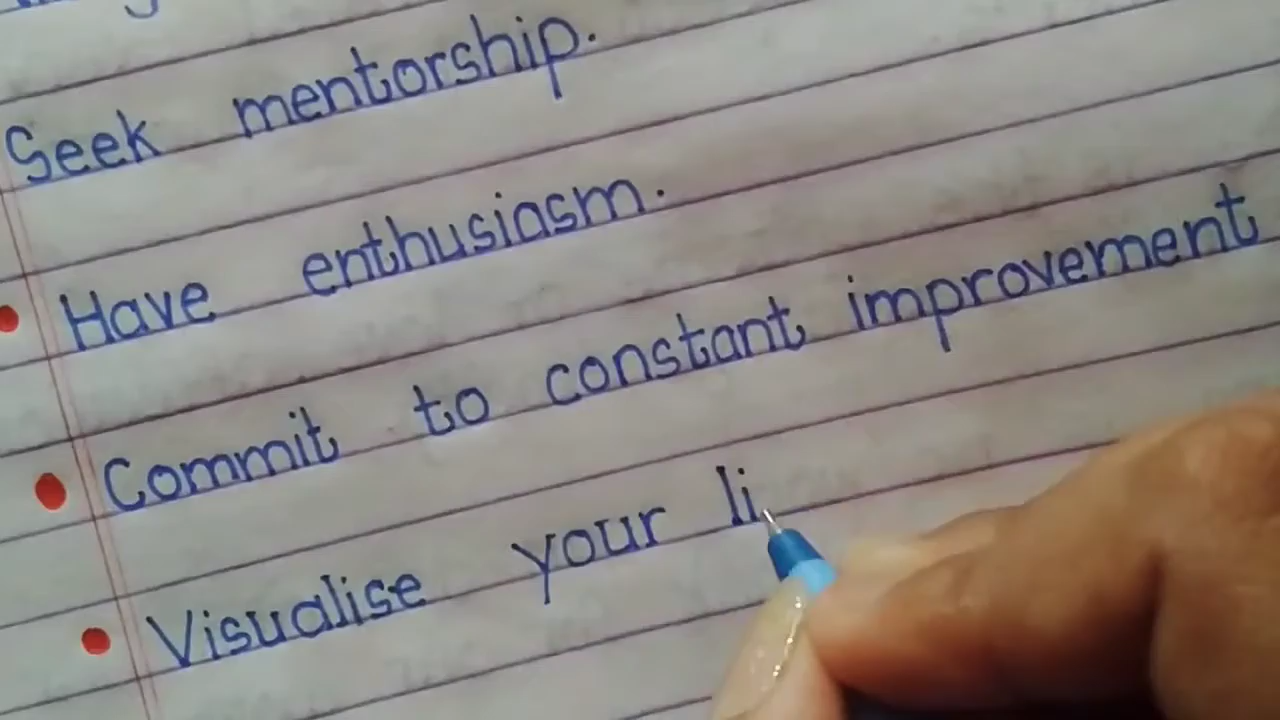 Seek mentorship.
Have enthusiasm.
Commit to constant improvement
Visualise your li